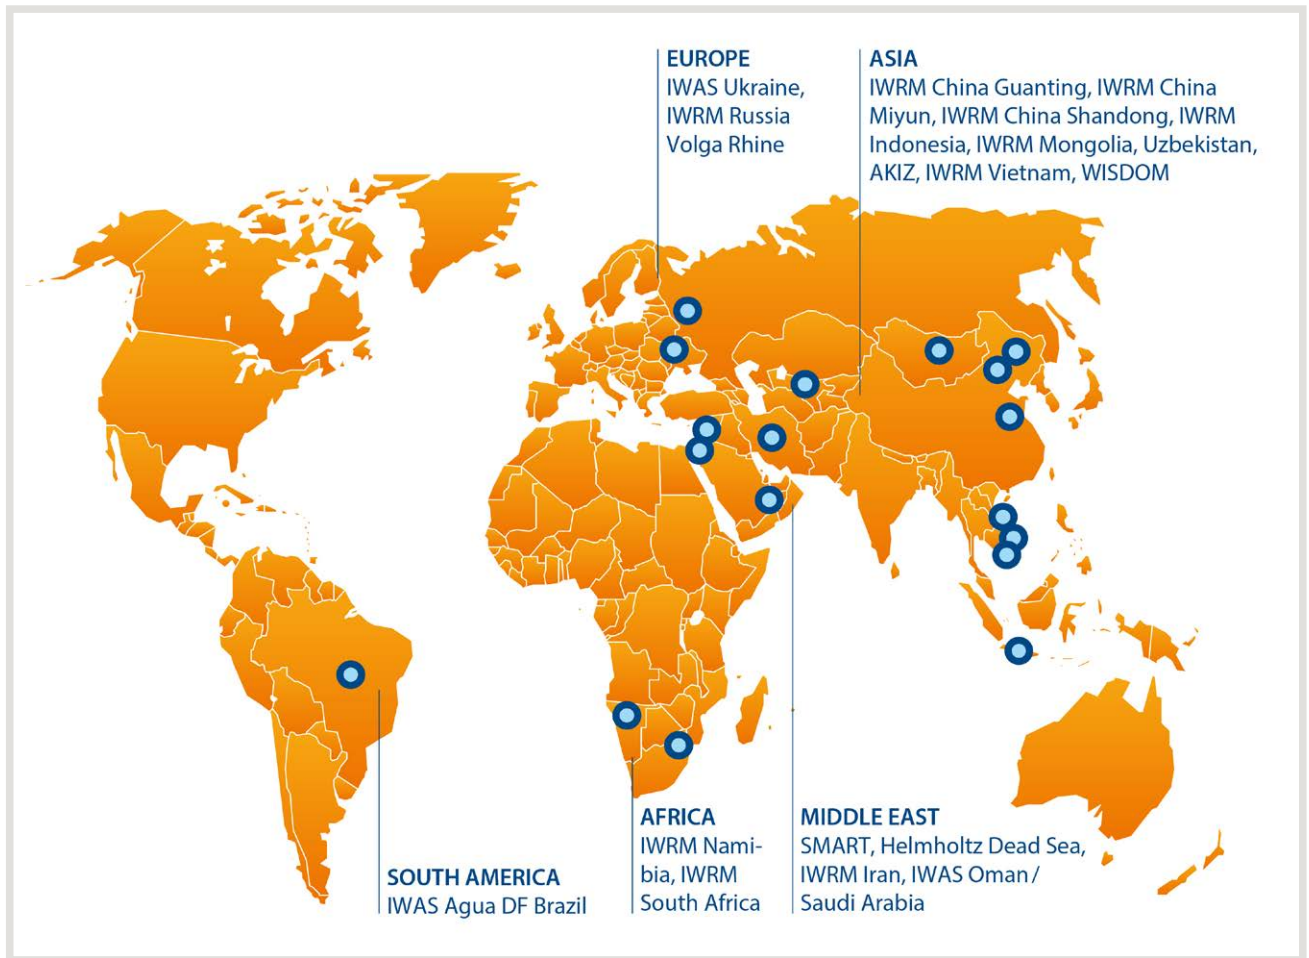 EUROPE
IWAS Ukraine,
IWRM Russia
Volga Rhine
ASIA
IWRM China Guanting, IWRM China
Miyun, IWRM China Shandong, IWRM
Indonesia, IWRM Mongolia, Uzbekistan,
AKIZ, IWRM Vietnam, WISDOM
SOUTH AMERICA
IWAS Agua DF Brazil
AFRICA
IWRM Nami-
bia, IWRM
South Africa
MIDDLE EAST
SMART, Helmholtz Dead Sea,
IWRM Iran, IWAS Oman/
Saudi Arabia